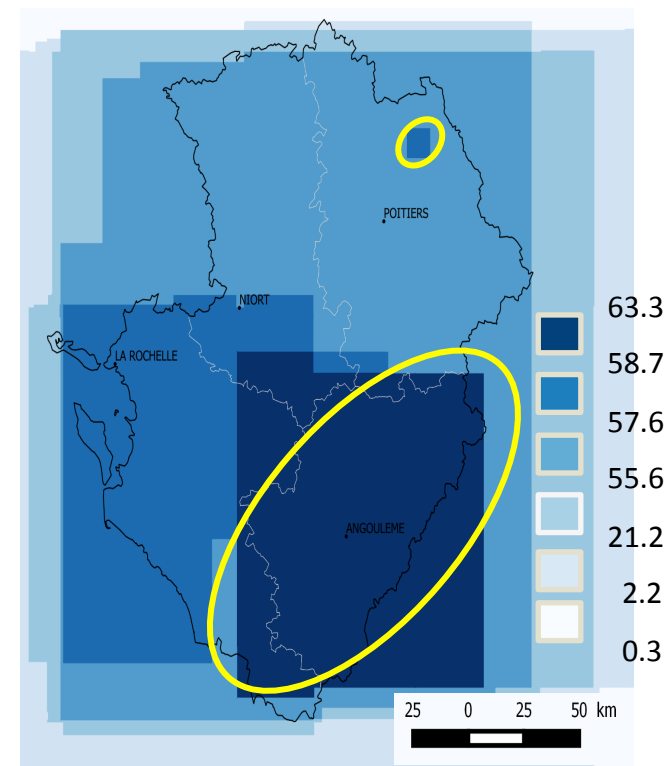 POITIERS
NIORT
LA ROCHELLE
ANGOULEME
63.3
58.7
57.6
55.6
21.2
2.2
0.3
25 0 25 50 km